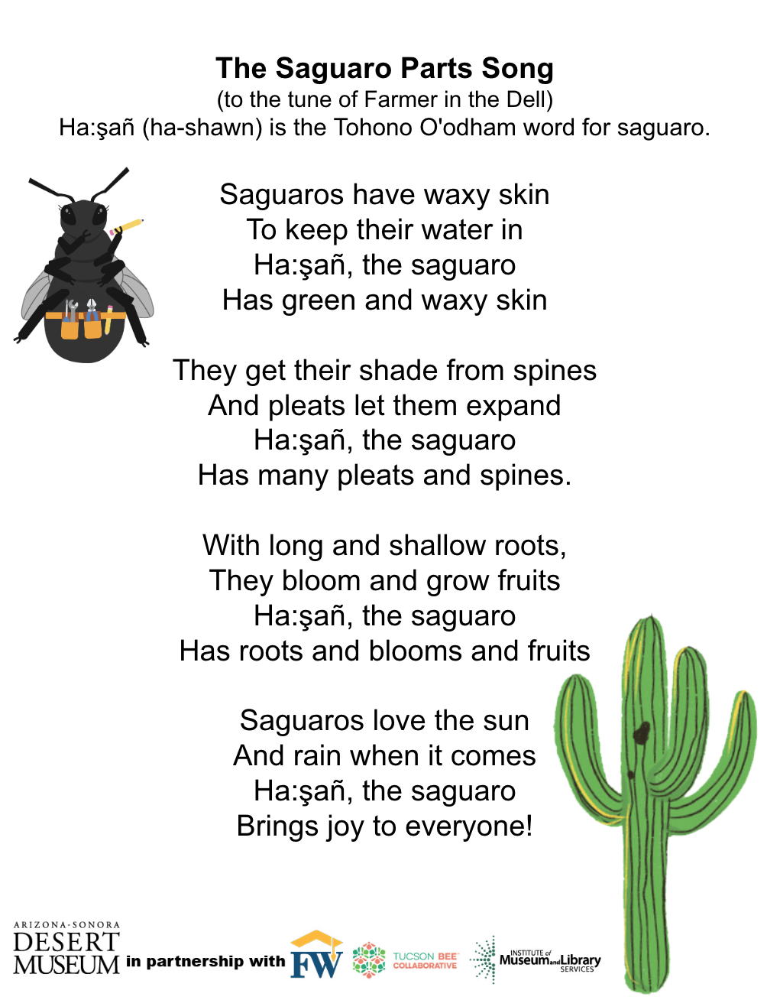 The Saguaro Parts Song
(to the tune of Farmer in the Dell)
Ha:şañ (ha-shawn) is the Tohono O'odham word for saguaro.
Saguaros have waxy skin
To keep their water in
Ha:şañ, the saguaro
Has green and waxy skin
They get their shade from spines
And pleats let them expand
Ha:şañ, the saguaro
Has many pleats and spines.
With long and shallow roots,
They bloom and grow fruits
Ha:şañ, the saguaro
Has roots and blooms and fruits
Saguaros love the sun
And rain when it comes
Ha:şañ, the saguaro
Brings joy to everyone!
ARIZONA-SONORA
DESERT
MUSEUM
in partnership with
FW
TUCSON BEE
COLLABORATIVE
INSTITUTE of
Museum and Library
SERVICES